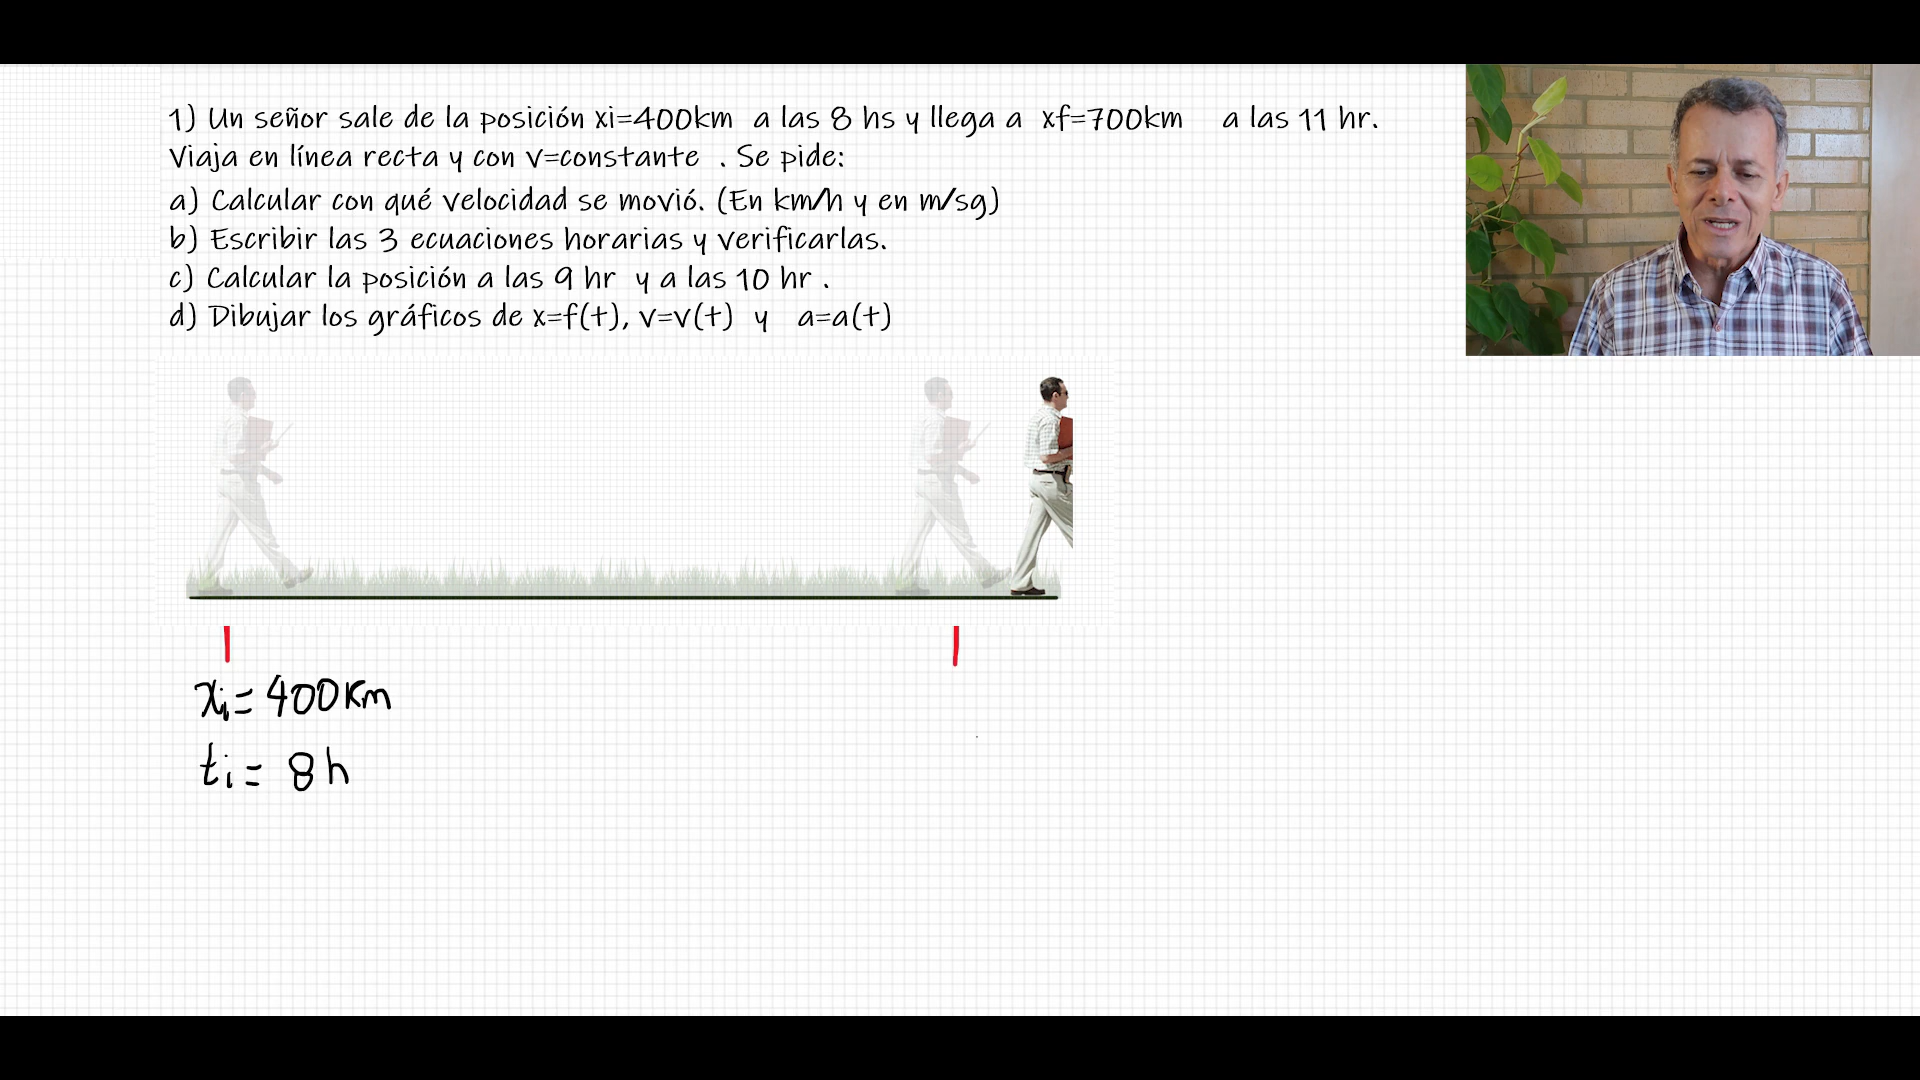 1) Un señor sale de la posición xi=400km a las 8 hs y llega a xf=700km a las 11 hr.
Viaja en línea recta y con v=constante . Se pide:
a) Calcular con qué velocidad se movió. (En km/h y en m/sg)
b) Escribir las 3 ecuaciones horarias y verificarlas.
c) Calcular la posición a las 9 hr y a las 10 hr .
d) Dibujar los gráficos de x=f(t), v=v(t) y a=a(t)
xi = 400 Km
ti = 8 h